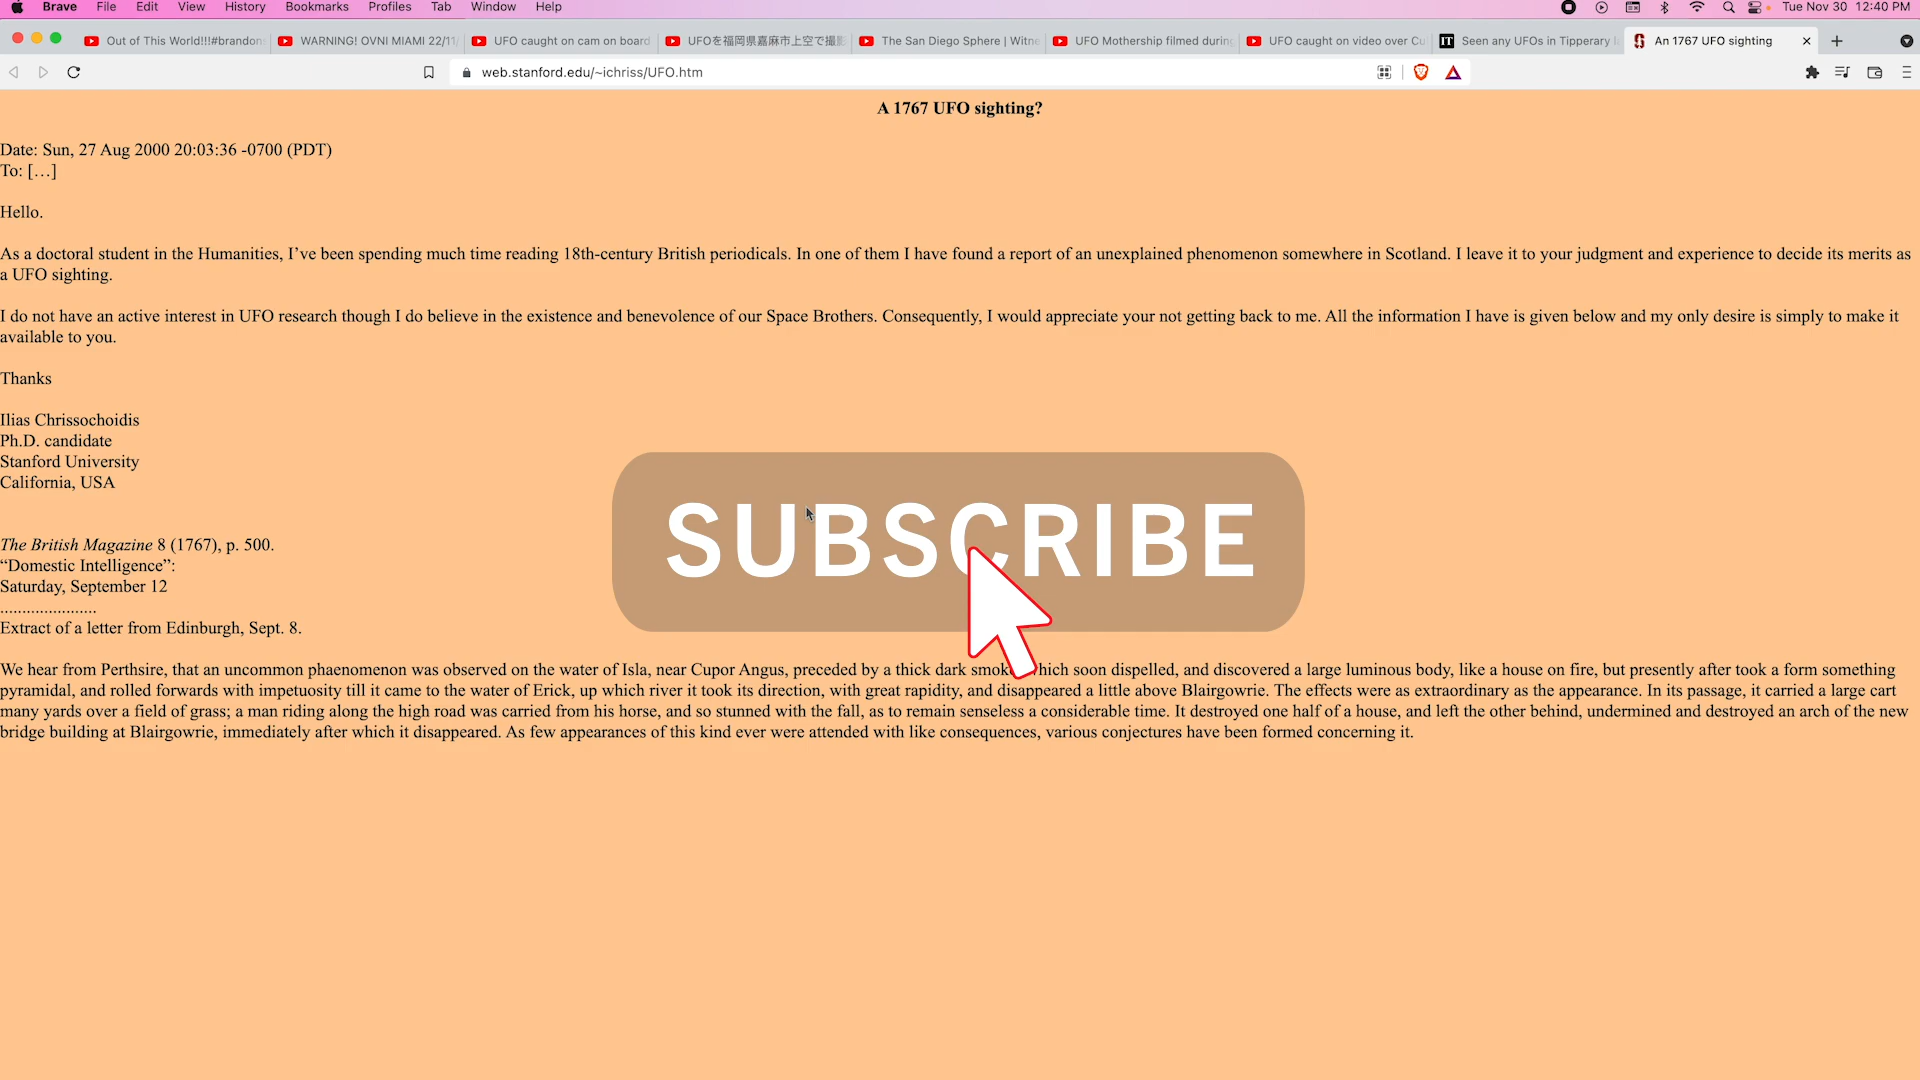 Brave File Edit View History Bookmarks Profiles Tab Window Help Tue Nov 30 12:40 PM
Out of This World!!!#brandon WARNING! OVNI MIAMI 22/11/ UFO caught on cam on board UFOを福岡県嘉麻市上空で撮影 The San Diego Sphere | Witne UFO Mothership filmed during UFO caught on video over Cu IT Seen any UFOs in Tipperary An 1767 UFO sighting
web.stanford.edu/~ichriss/UFO.htm
A 1767 UFO sighting?
Date: Sun, 27 Aug 2000 20:03:36 -0700 (PDT)
To: […]
Hello.
As a doctoral student in the Humanities, I’ve been spending much time reading 18th-century British periodicals. In one of them I have found a report of an unexplained phenomenon somewhere in Scotland. I leave it to your judgment and experience to decide its merits as
a UFO sighting.
I do not have an active interest in UFO research though I do believe in the existence and benevolence of our Space Brothers. Consequently, I would appreciate your not getting back to me. All the information I have is given below and my only desire is simply to make it
available to you.
Thanks
Ilias Chrissochoidis
Ph.D. candidate
Stanford University
California, USA
SUBSCRIBE
The British Magazine 8 (1767), p. 500.
“Domestic Intelligence”:
Saturday, September 12
......................
Extract of a letter from Edinburgh, Sept. 8.
We hear from Perthsire, that an uncommon phaenomenon was observed on the water of Isla, near Cupor Angus, preceded by a thick dark smoke, which soon dispelled, and discovered a large luminous body, like a house on fire, but presently after took a form something
pyramidal, and rolled forwards with impetuosity till it came to the water of Erick, up which river it took its direction, with great rapidity, and disappeared a little above Blairgowrie. The effects were as extraordinary as the appearance. In its passage, it carried a large cart
many yards over a field of grass; a man riding along the high road was carried from his horse, and so stunned with the fall, as to remain senseless a considerable time. It destroyed one half of a house, and left the other behind, undermined and destroyed an arch of the new
bridge building at Blairgowrie, immediately after which it disappeared. As few appearances of this kind ever were attended with like consequences, various conjectures have been formed concerning it.